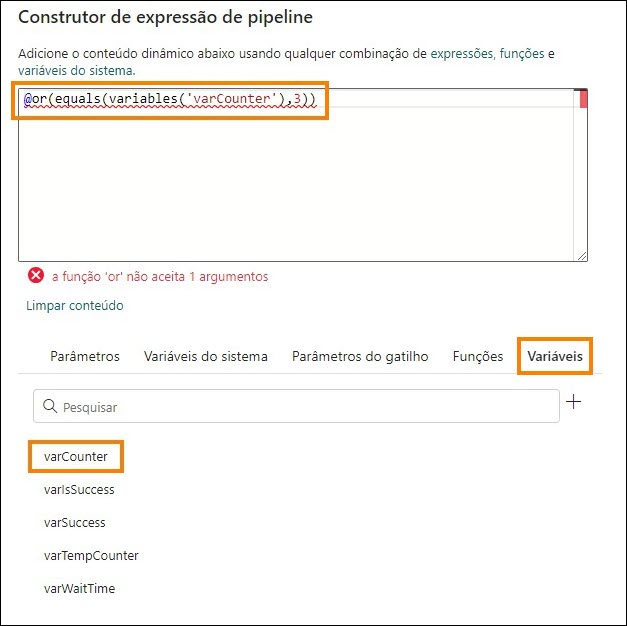 Construtor de expressão de pipeline
Adicione o conteúdo dinâmico abaixo usando qualquer combinação de expressões, funções e
variáveis do sistema.
@or(equals(variables('varCounter'),3))
a função 'or' não aceita 1 argumentos
Limpar conteúdo
Parâmetros Variáveis do sistema Parâmetros do gatilho Funções Variáveis
Pesquisar
varCounter
varIsSuccess
varSuccess
varTempCounter
varWaitTime